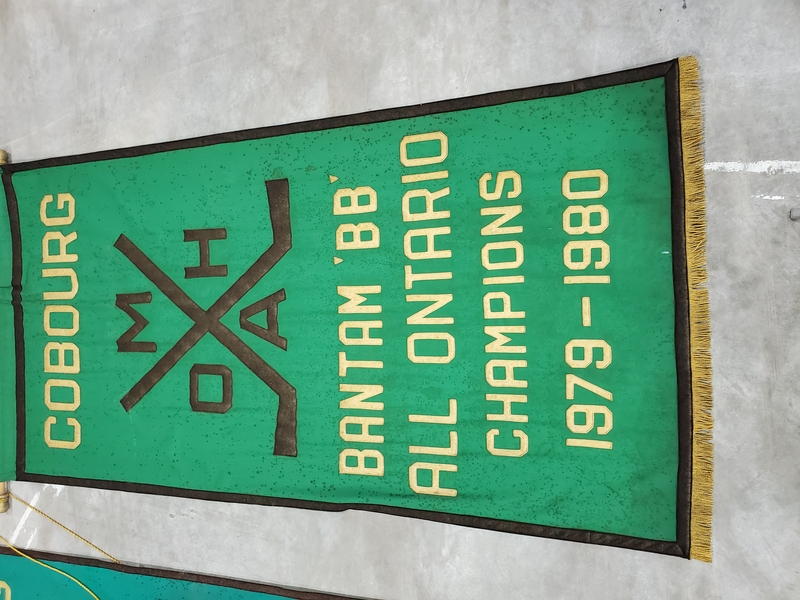 COBOURG
M
O H
A
BANTAM 'BB'
ALL ONTARIO
CHAMPIONS
1979-1980